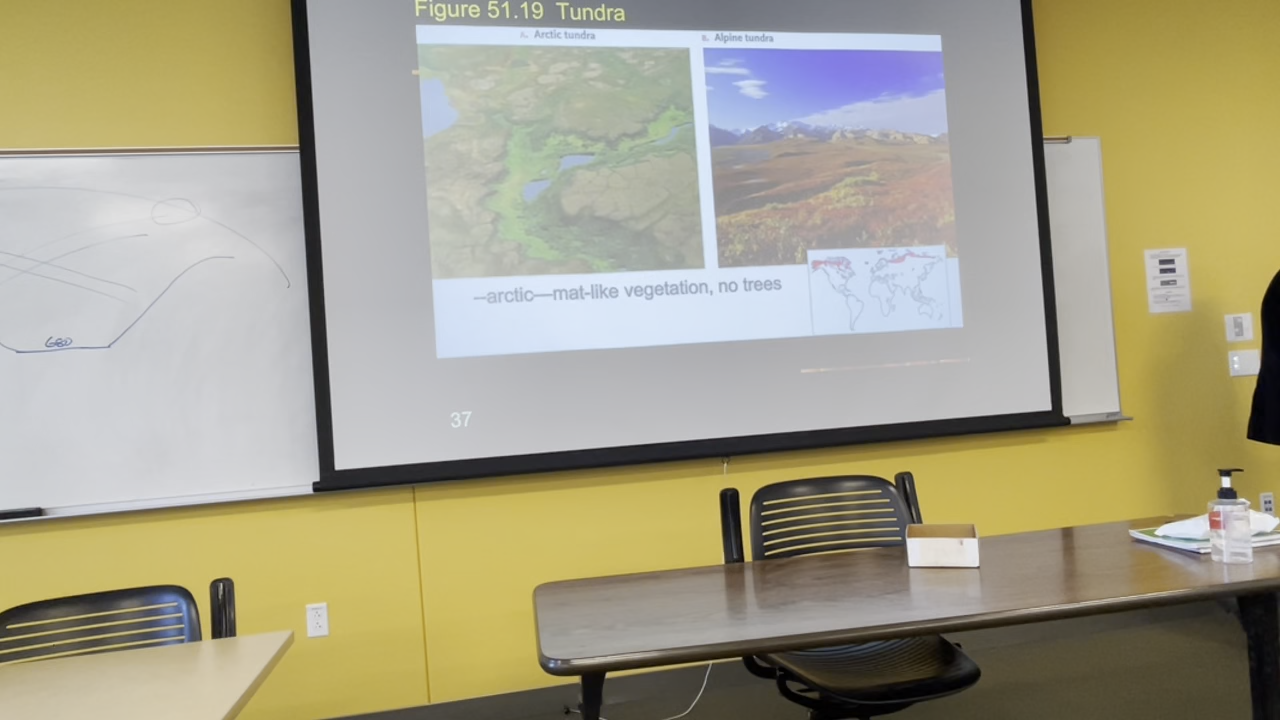 Figure 51.19 Tundra
A. Arctic tundra
B. Alpine tundra
–arctic—mat-like vegetation, no trees
37